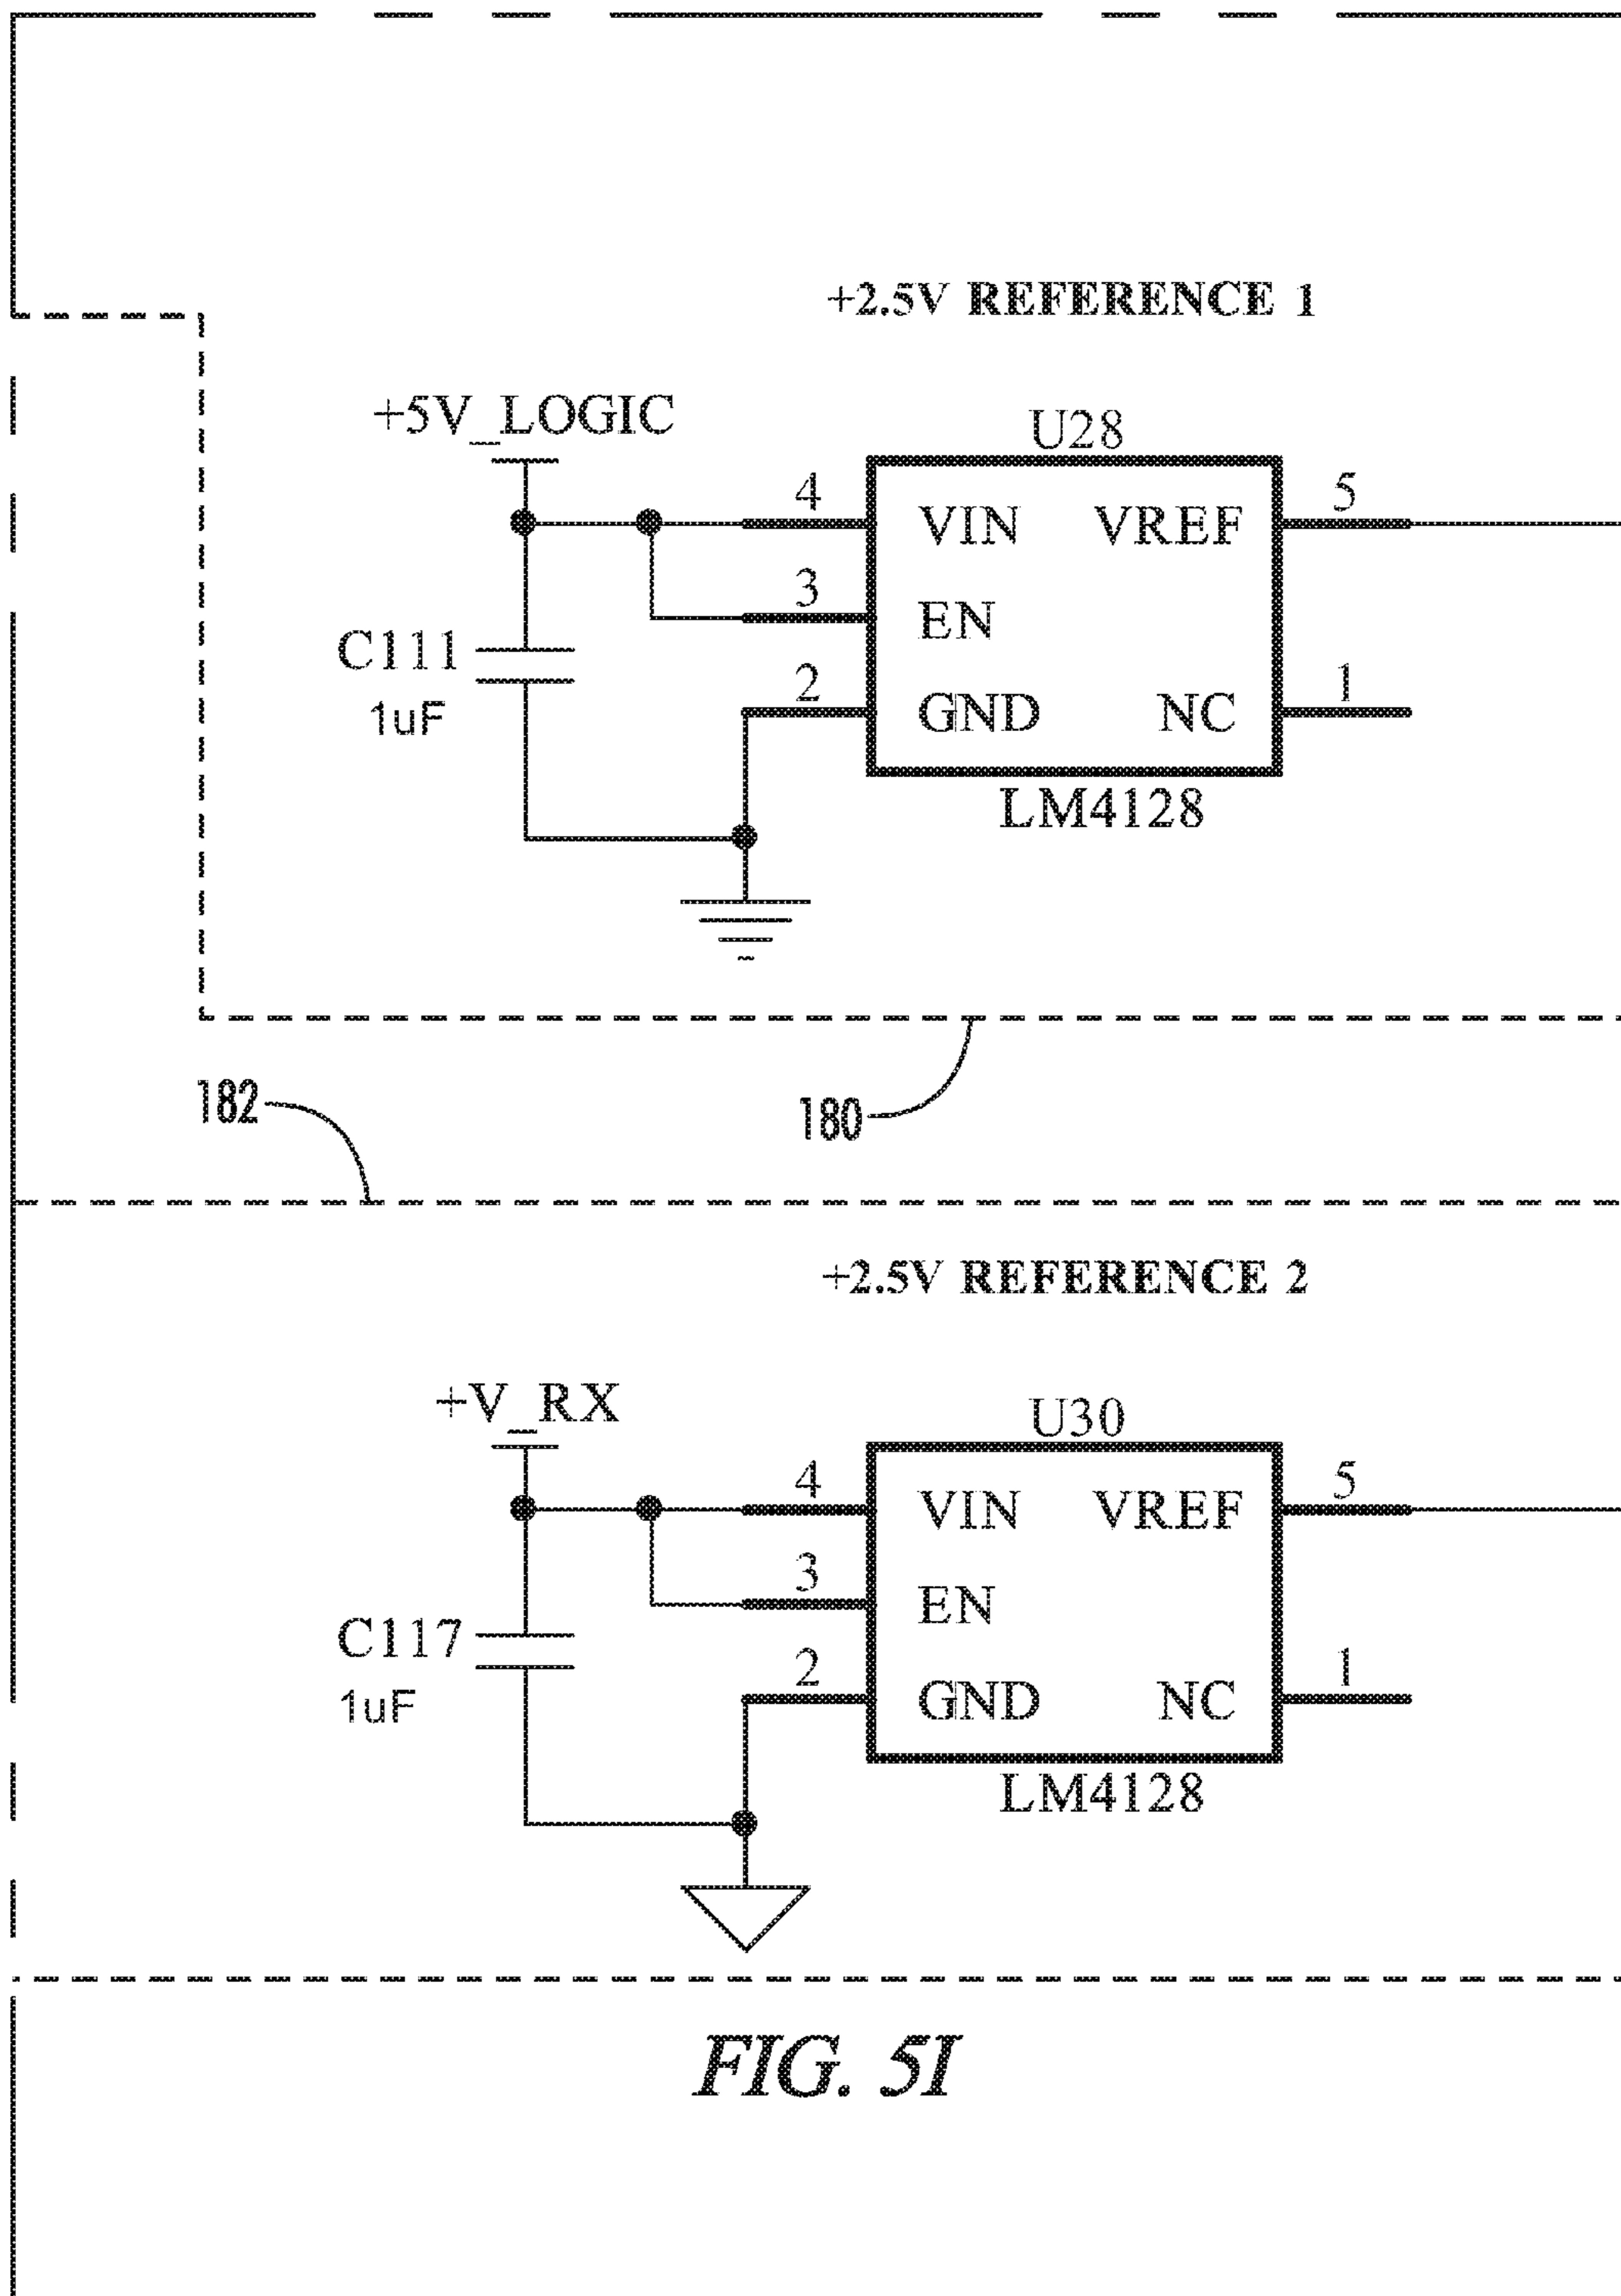 +2.5V REFERENCE 1
+5V_LOGIC
U28
4
VIN
VREF
5
3
EN
C111
1uF
2
GND
NC
1
LM4128
182
180
+2.5V REFERENCE 2
+V_RX
U30
4
VIN
VREF
5
3
EN
C117
1uF
2
GND
NC
1
LM4128
FIG. 5I